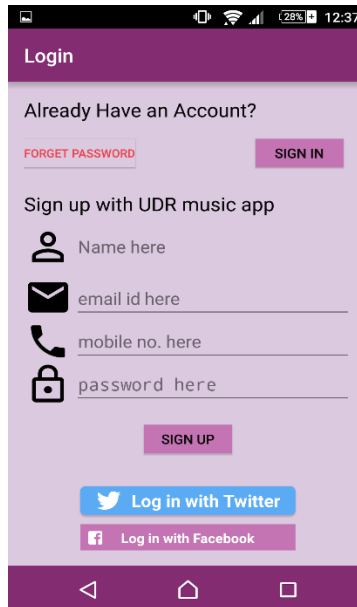 28% 12:37
Login
Already Have an Account?
FORGET PASSWORD SIGN IN
Sign up with UDR music app
Name here
email id here
mobile no. here
password here
SIGN UP
Log in with Twitter
Log in with Facebook